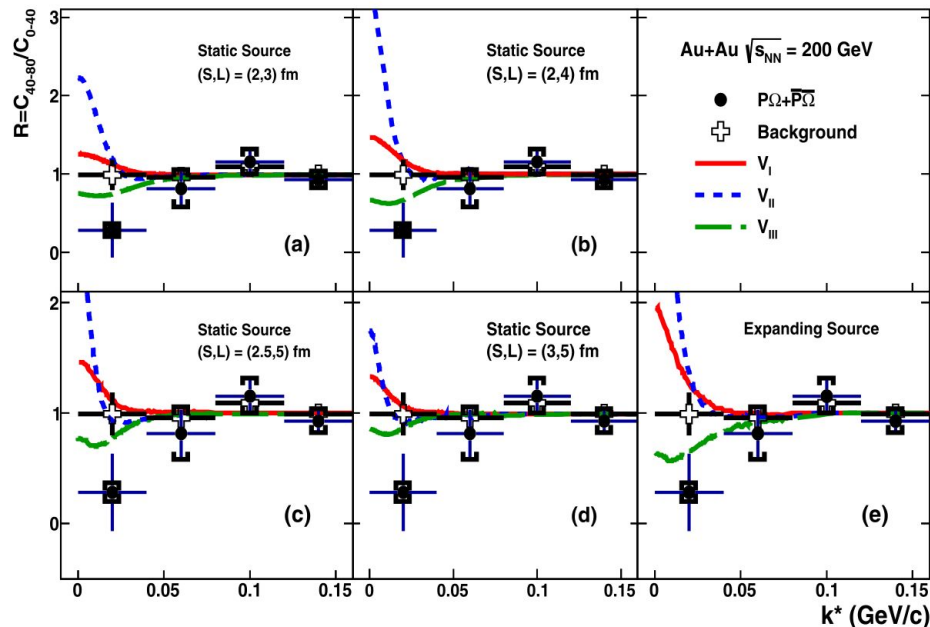 R=C40-80/C0-40
3
2
1
0
Static Source
(S,L) = (2,3) fm
(a)
Static Source
(S,L) = (2,4) fm
(b)
Au+Au √sNN = 200 GeV
PΩ+P̅Ω̅
Background
VI
VII
VIII
2
1
0
Static Source
(S,L) = (2.5,5) fm
(c)
Static Source
(S,L) = (3,5) fm
(d)
Expanding Source
(e)
0 0.05 0.1 0.15 0 0.05 0.1 0.15 0 0.05 0.1 0.15
k* (GeV/c)